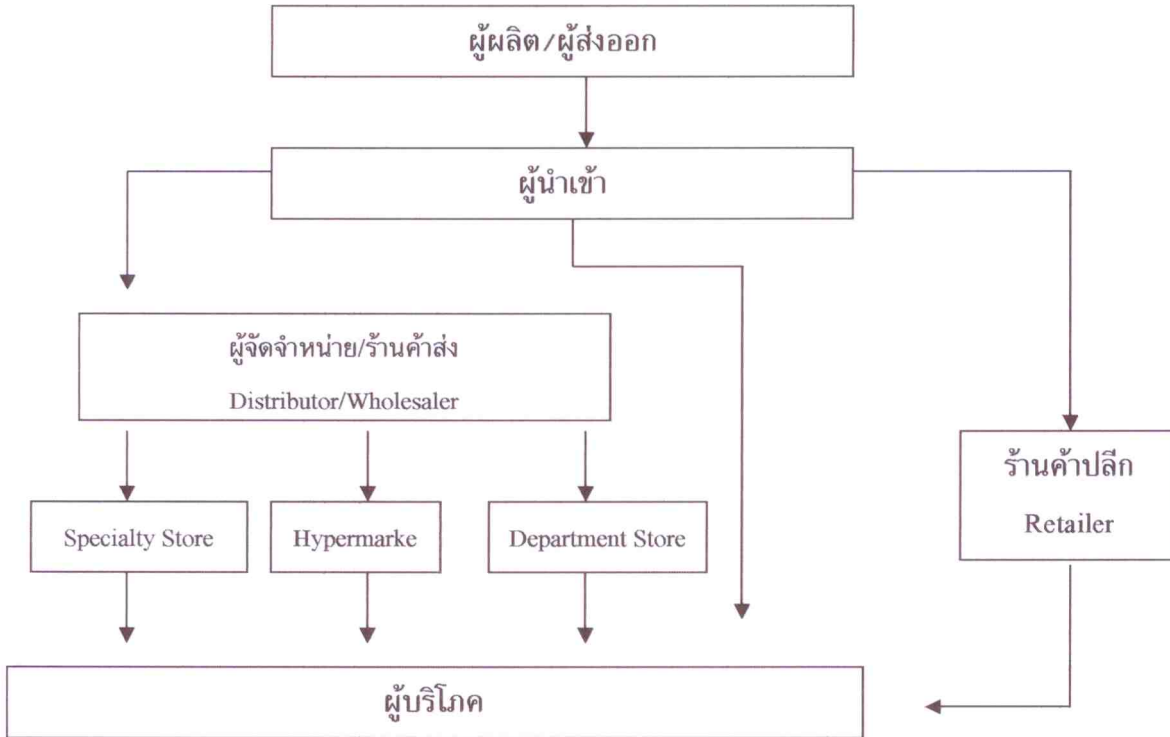 ผู้ผลิต/ผู้ส่งออก
ผู้นำเข้า
ผู้จัดจำหน่าย/ร้านค้าส่ง
Distributor/Wholesaler
ร้านค้าปลีก
Retailer
Specialty Store
Hypermarke
Department Store
ผู้บริโภค